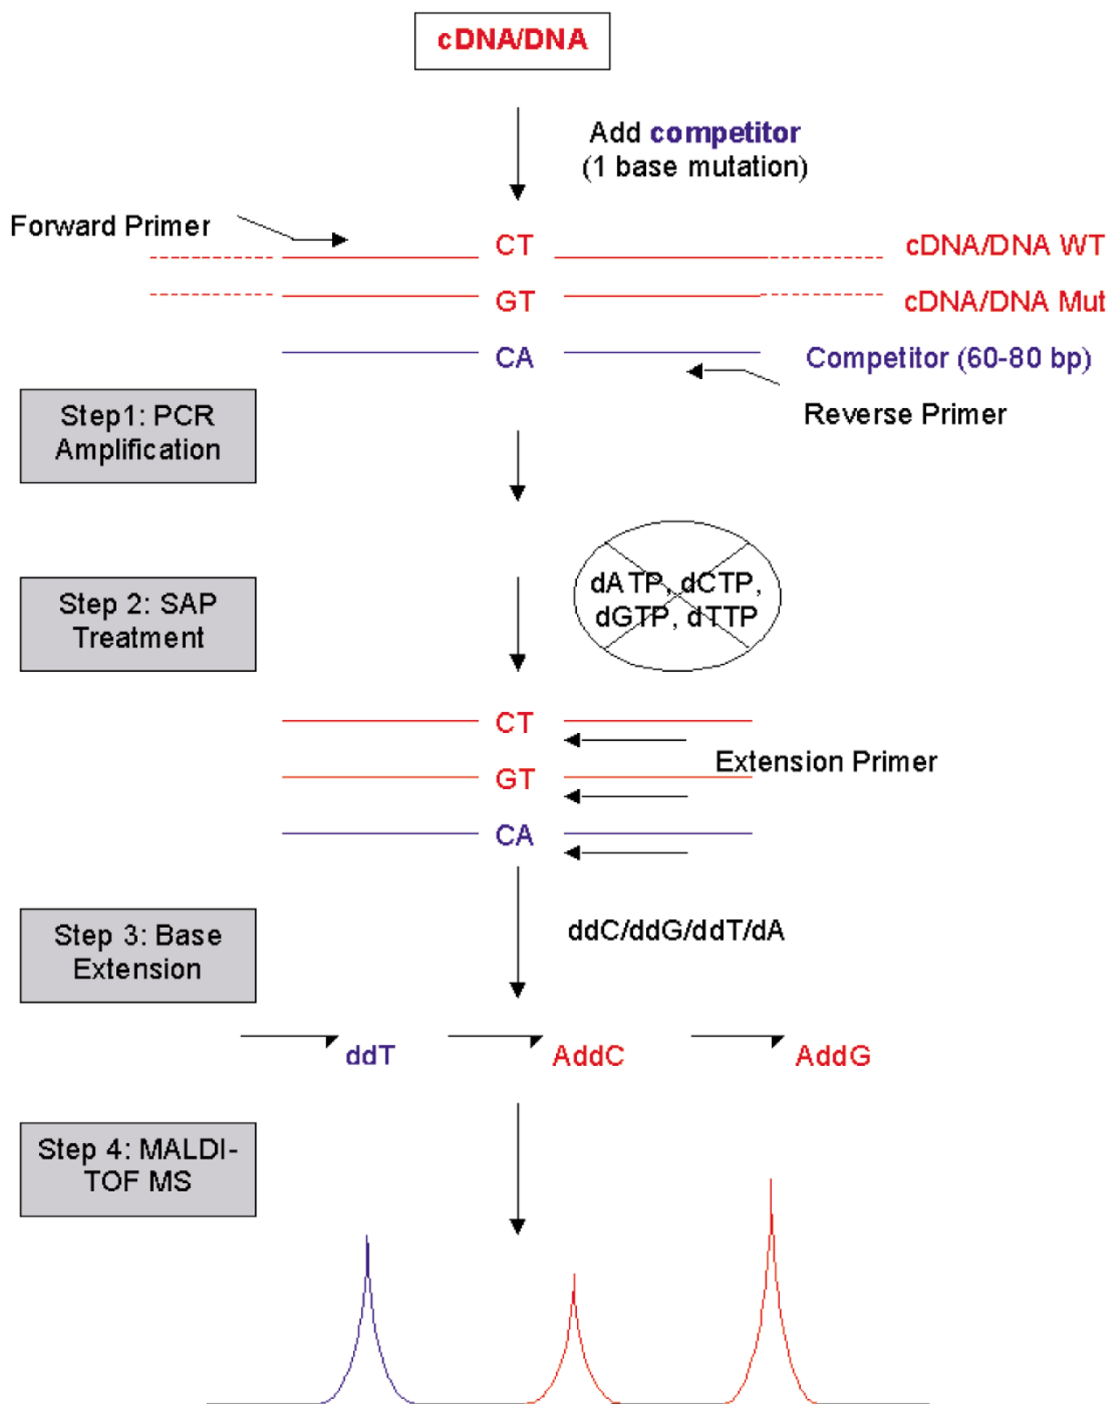 cDNA/DNA
Add competitor
(1 base mutation)
Forward Primer
CT
cDNA/DNA WT
GT
cDNA/DNA Mut
CA
Competitor (60-80 bp)
Reverse Primer
Step1: PCR
Amplification
dATP, dCTP,
dGTP, dTTP
Step 2: SAP
Treatment
CT
Extension Primer
GT
CA
Step 3: Base
Extension
ddC/ddG/ddT/dA
ddT
AddC
AddG
Step 4: MALDI-
TOF MS